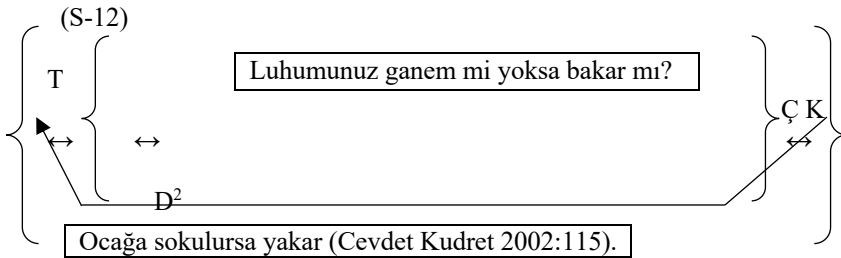 (S-12)
Luhumunuz ganem mi yoksa bakar mı?
T
Ç K
↔ ↔ ↔
D²
Ocağa sokulursa yakar (Cevdet Kudret 2002:115).